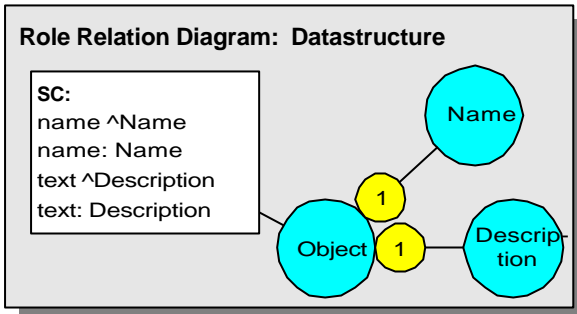 Role Relation Diagram: Datastructure
SC:
name ^Name
name: Name
text ^Description
text: Description
Name
1
Object
1
Descrip-
tion